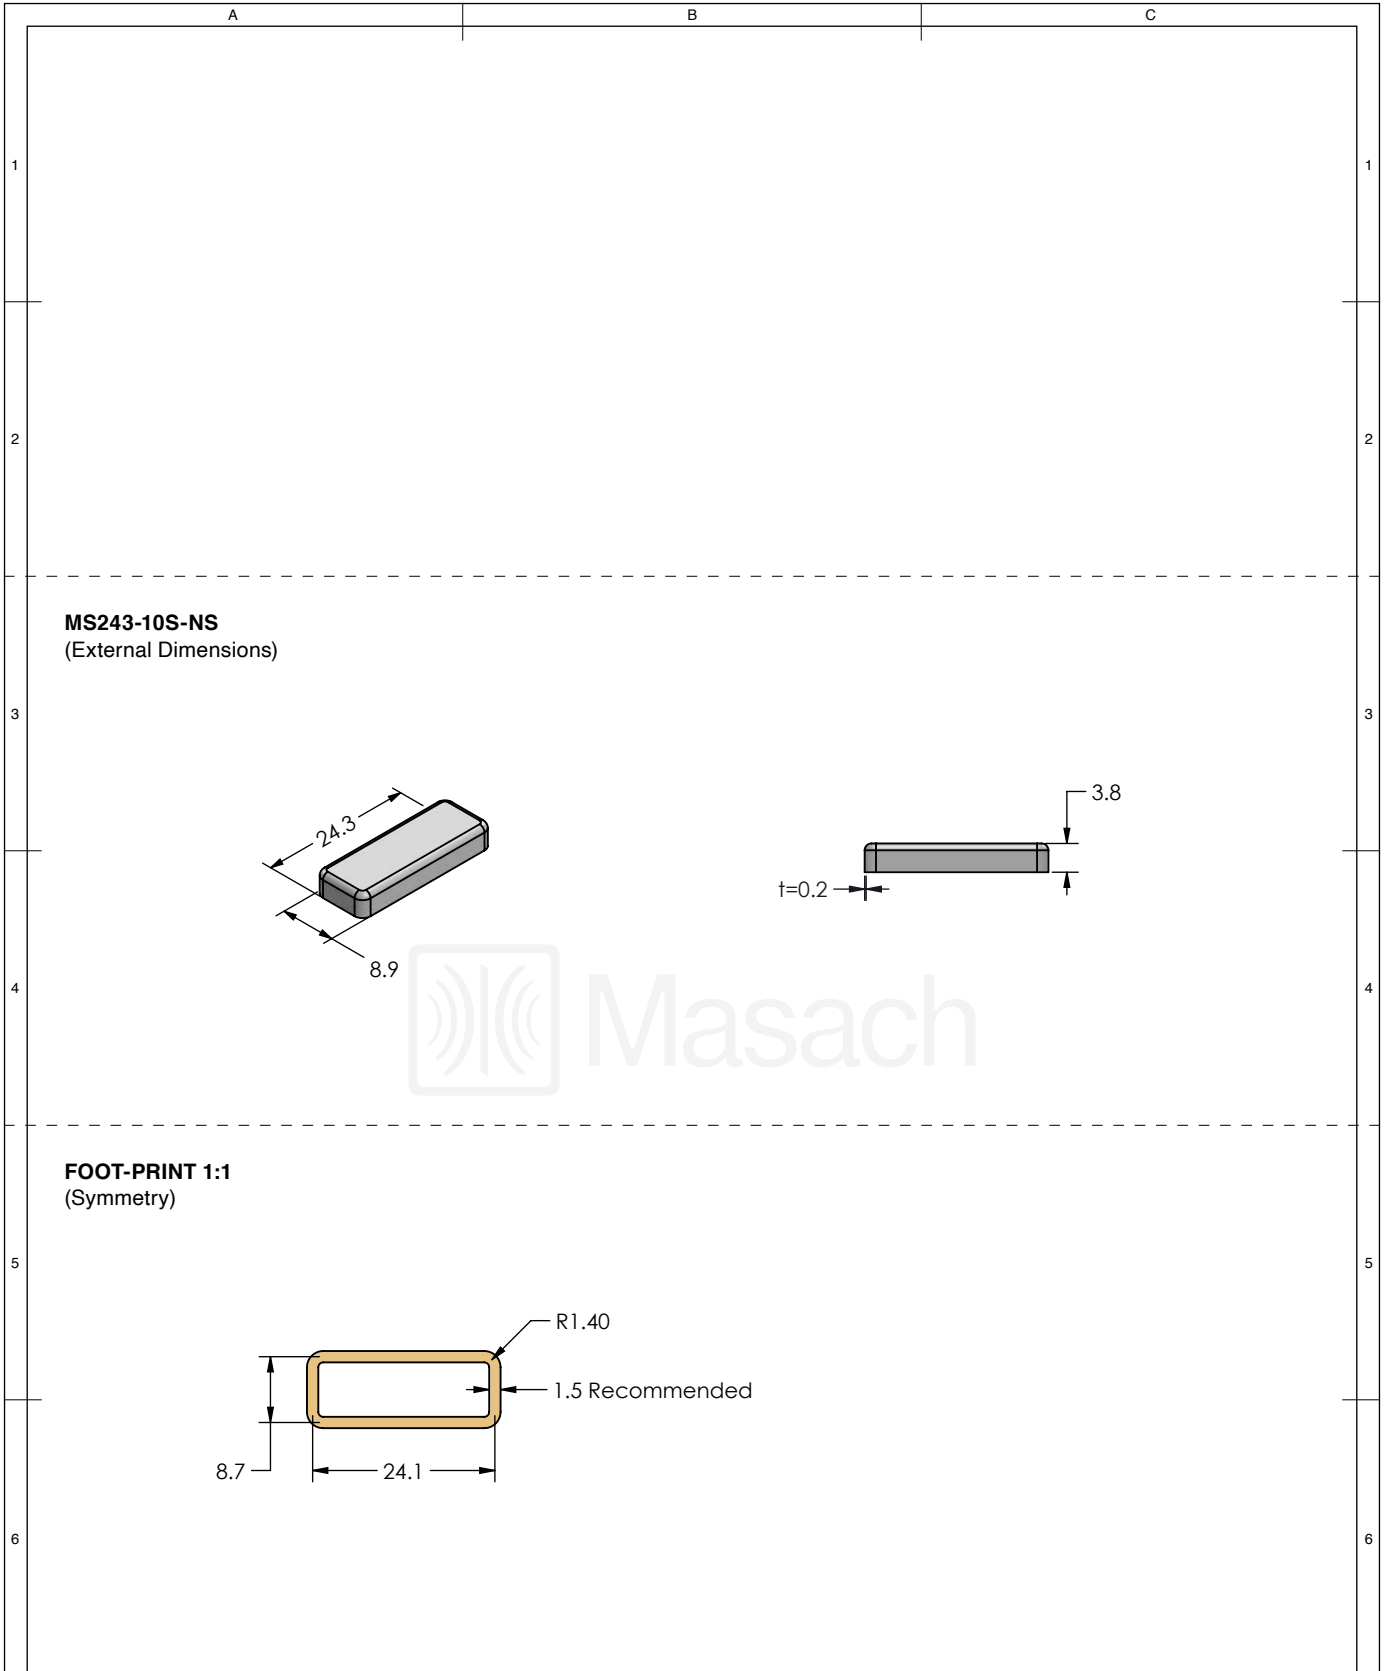 A B C
1 1
2 2
MS243-10S-NS
(External Dimensions)
3 3
24.3
8.9
3.8
t=0.2
Masach
4 4
FOOT-PRINT 1:1
(Symmetry)
5 5
R1.40
1.5 Recommended
8.7
24.1
6 6